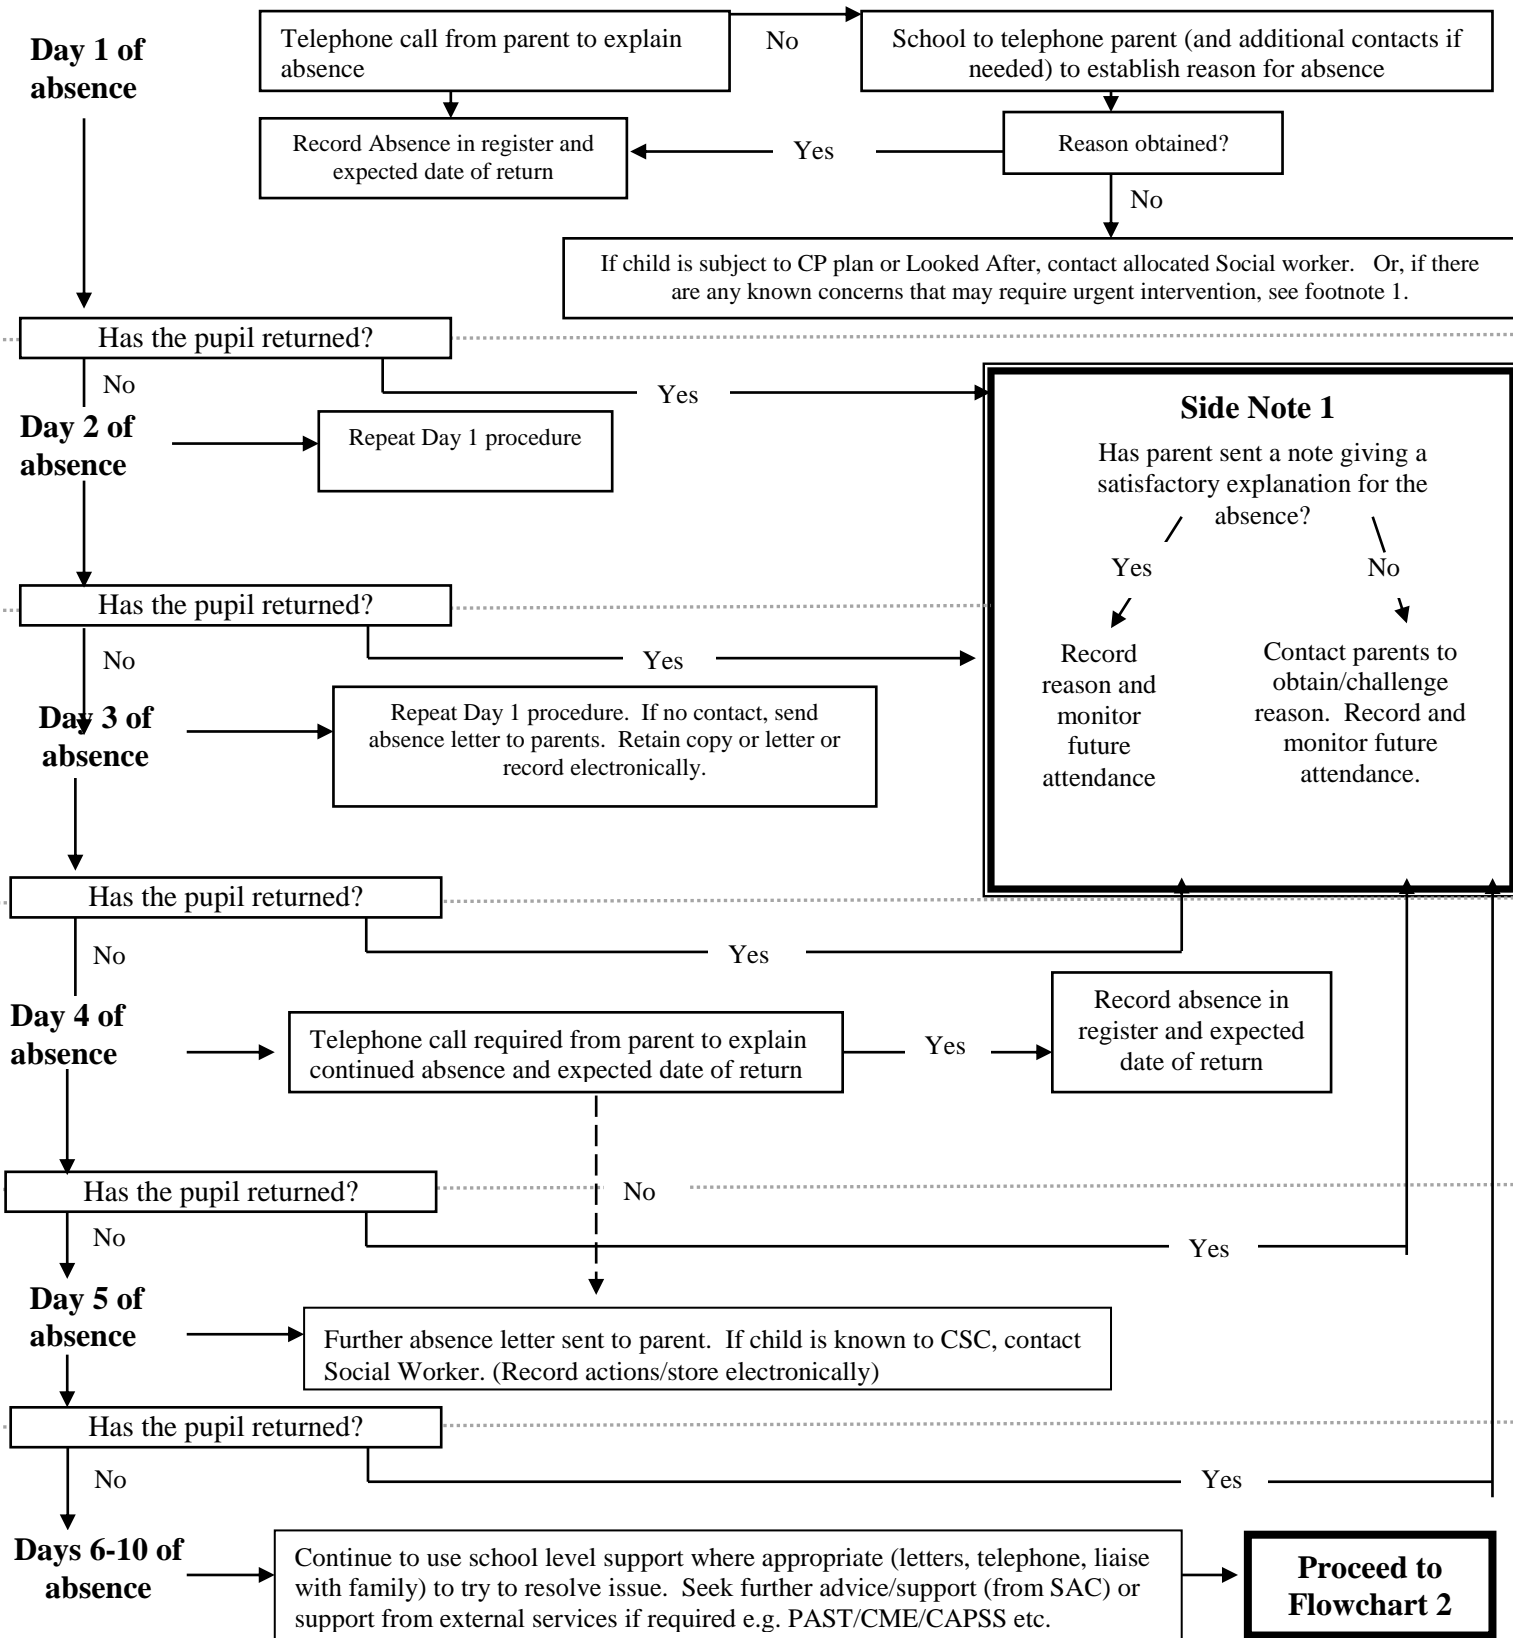 Day 1 of
absence
Telephone call from parent to explain
absence
No
School to telephone parent (and additional contacts if
needed) to establish reason for absence
Record Absence in register and
expected date of return
Yes
Reason obtained?
No
If child is subject to CP plan or Looked After, contact allocated Social worker. Or, if there
are any known concerns that may require urgent intervention, see footnote 1.
Has the pupil returned?
No
Yes
Day 2 of
absence
Repeat Day 1 procedure
Side Note 1
Has parent sent a note giving a
satisfactory explanation for the
absence?
Yes
No
Record
reason and
monitor
future
attendance
Contact parents to
obtain/challenge
reason. Record and
monitor future
attendance.
Has the pupil returned?
No
Yes
Day 3 of
absence
Repeat Day 1 procedure. If no contact, send
absence letter to parents. Retain copy or letter or
record electronically.
Has the pupil returned?
No
Yes
Day 4 of
absence
Telephone call required from parent to explain
continued absence and expected date of return
Yes
Record absence in
register and expected
date of return
Has the pupil returned?
No
No
Yes
Day 5 of
absence
Further absence letter sent to parent. If child is known to CSC, contact
Social Worker. (Record actions/store electronically)
Has the pupil returned?
No
Yes
Days 6-10 of
absence
Continue to use school level support where appropriate (letters, telephone, liaise
with family) to try to resolve issue. Seek further advice/support (from SAC) or
support from external services if required e.g. PAST/CME/CAPSS etc.
Proceed to
Flowchart 2